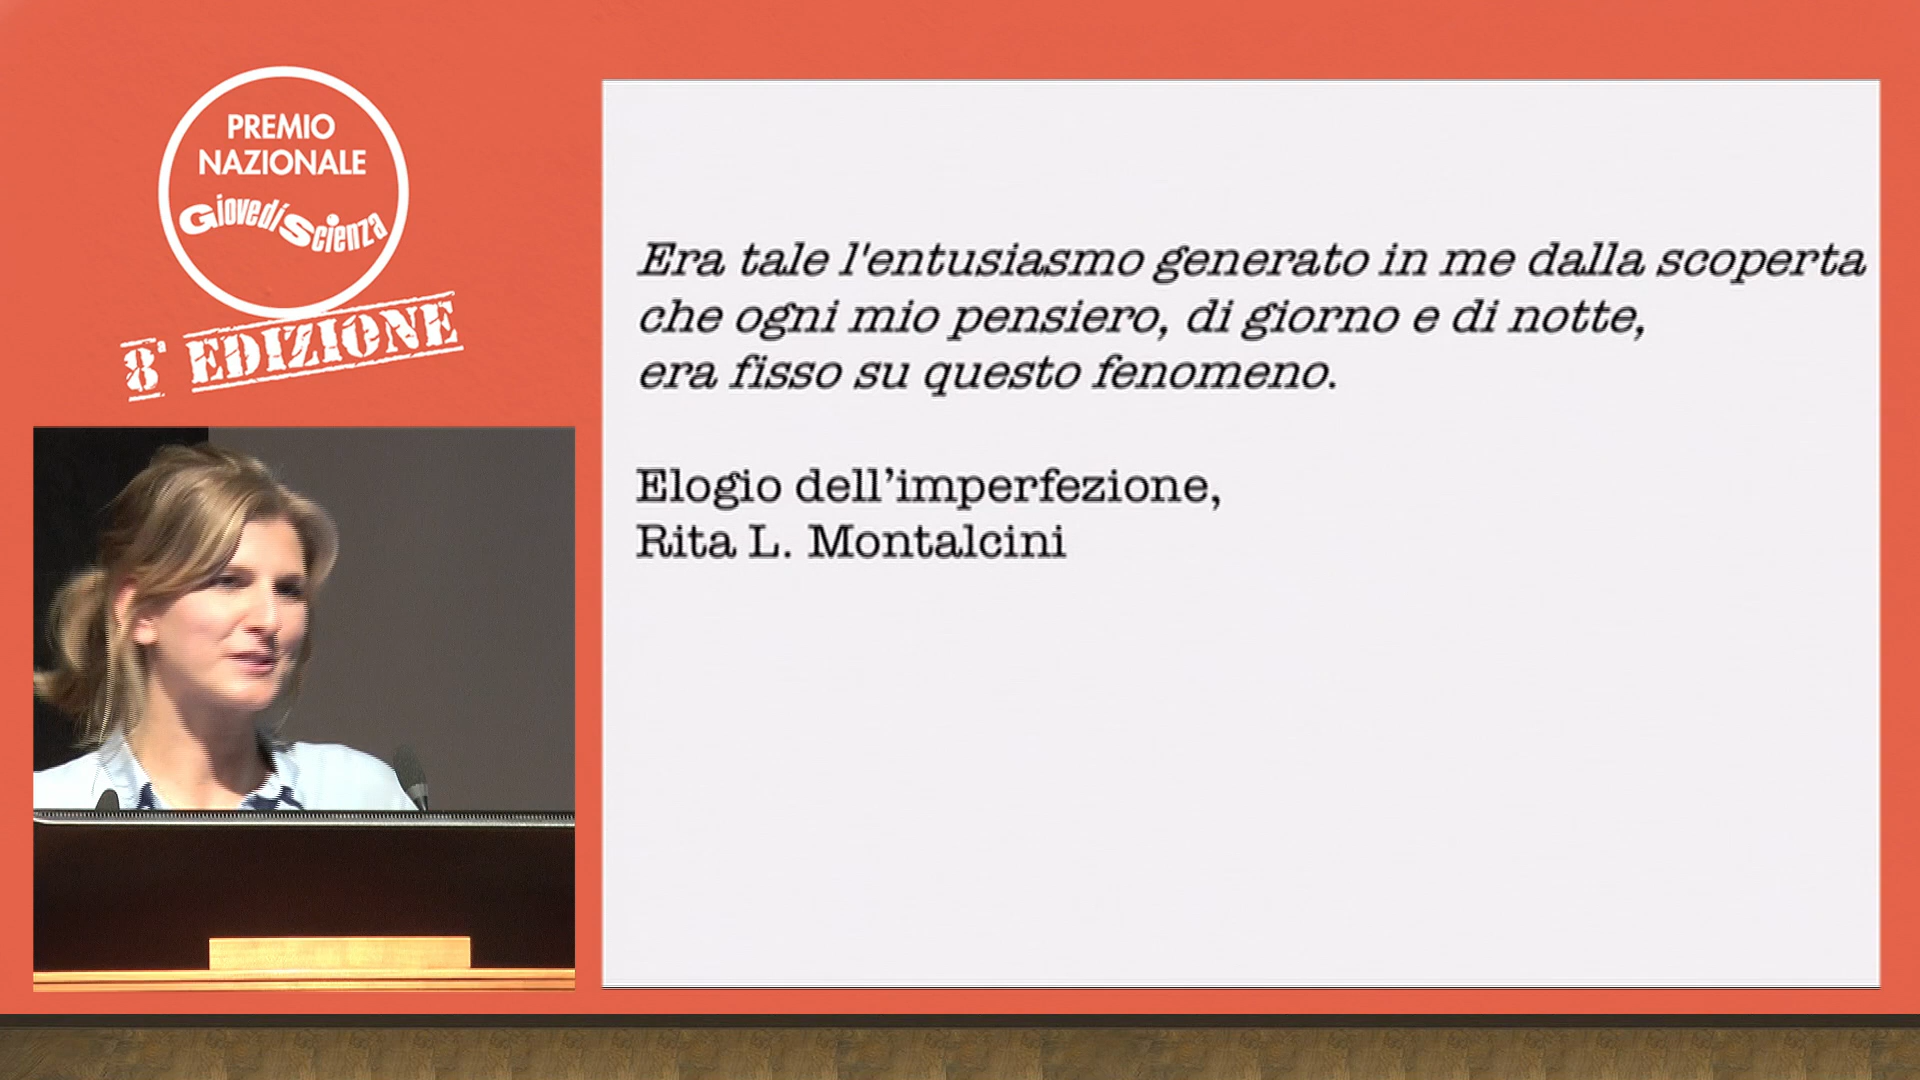 PREMIO
NAZIONALE
GiovedìScienza
8ª EDIZIONE
Era tale l'entusiasmo generato in me dalla scoperta
che ogni mio pensiero, di giorno e di notte,
era fisso su questo fenomeno.
Elogio dell’imperfezione,
Rita L. Montalcini